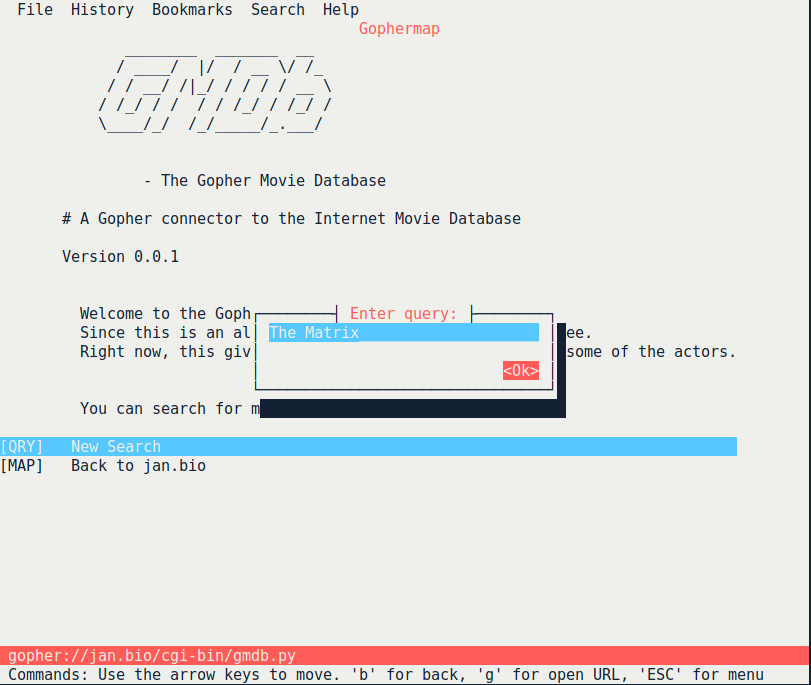 File History Bookmarks Search Help
Gophermap
GMDb
- The Gopher Movie Database
# A Gopher connector to the Internet Movie Database
Version 0.0.1
Welcome to the Goph
Enter query:
Since this is an al
The Matrix
ee.
Right now, this giv
some of the actors.
<Ok>
You can search for m
[QRY] New Search
[MAP] Back to jan.bio
gopher://jan.bio/cgi-bin/gmdb.py
Commands: Use the arrow keys to move. 'b' for back, 'g' for open URL, 'ESC' for menu